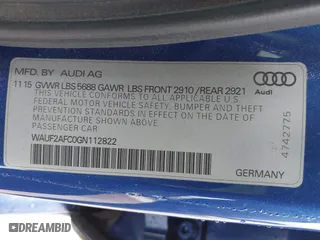 MFD BY AUDI AG
11 15 GVWR LBS 5688 GAWR LBS FRONT 2910 /REAR 2921
THIS VEHICLE CONFORMS TO ALL APPLICABLE
FEDERAL MOTOR VEHICLE SAFETY, BUMPER AND THEFT
PREVENTION STANDARDS IN EFFECT ON THE DATE OF
MANUFACTURE SHOWN ABOVE
PASSENGER CAR
WAUF2AFC0GN112822
GERMANY
Audi
4742775
DREAMBID